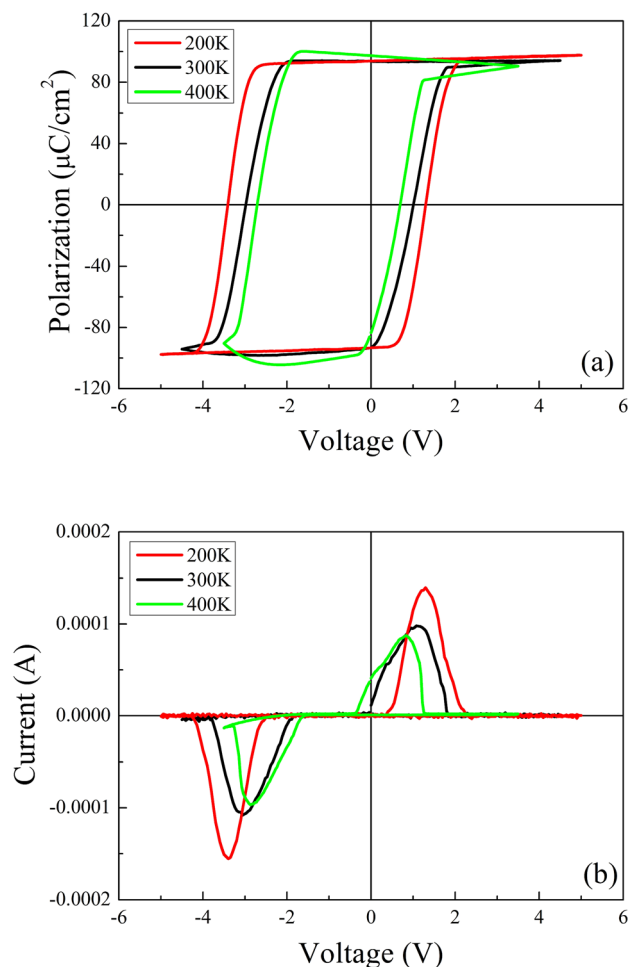 120
80
40
0
-40
-80
-120
Polarization (μC/cm²)
200K
300K
400K
(a)
-6 -4 -2 0 2 4 6
Voltage (V)
0.0002
0.0001
0.0000
-0.0001
-0.0002
Current (A)
200K
300K
400K
(b)
-6 -4 -2 0 2 4 6
Voltage (V)